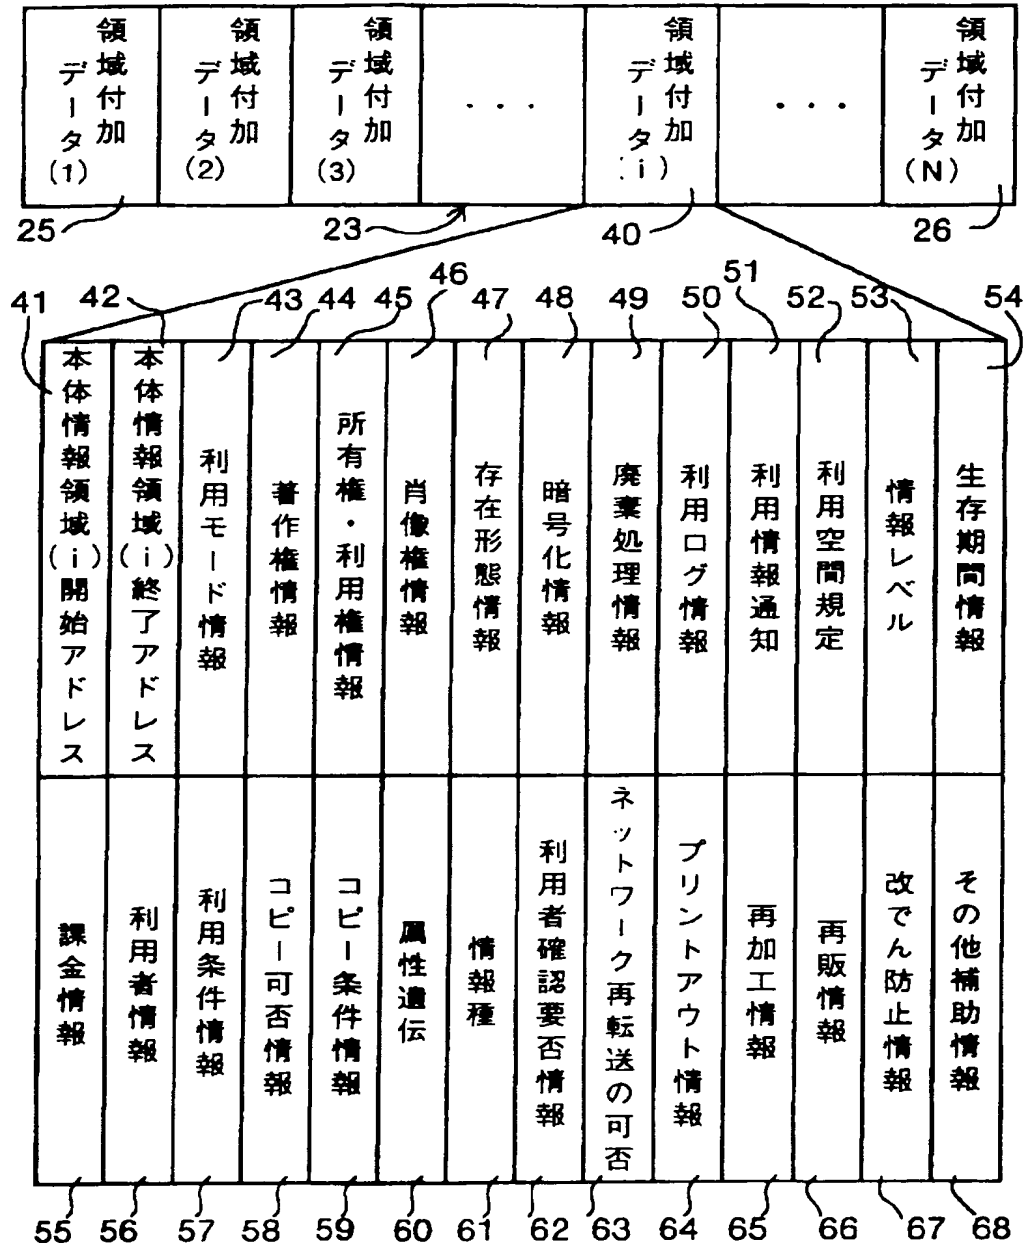 領域付加データ(1)
領域付加データ(2)
領域付加データ(3)
・・・
領域付加データ(i)
・・・
領域付加データ(N)
25
23
40
26
41
42
43
44
45
46
47
48
49
50
51
52
53
54
本体情報領域(i)開始アドレス
本体情報領域(i)終了アドレス
利用モード情報
著作権情報
所有権・利用権情報
肖像権情報
存在形態情報
暗号化情報
廃棄処理情報
利用ログ情報
利用情報通知
利用空間規定
情報レベル
生存期間情報
課金情報
利用者情報
利用条件情報
コピー可否情報
コピー条件情報
属性遺伝
情報種
利用者確認要否情報
ネットワーク再転送の可否
プリントアウト情報
再加工情報
再販情報
改でん防止情報
その他補助情報
55
56
57
58
59
60
61
62
63
64
65
66
67
68